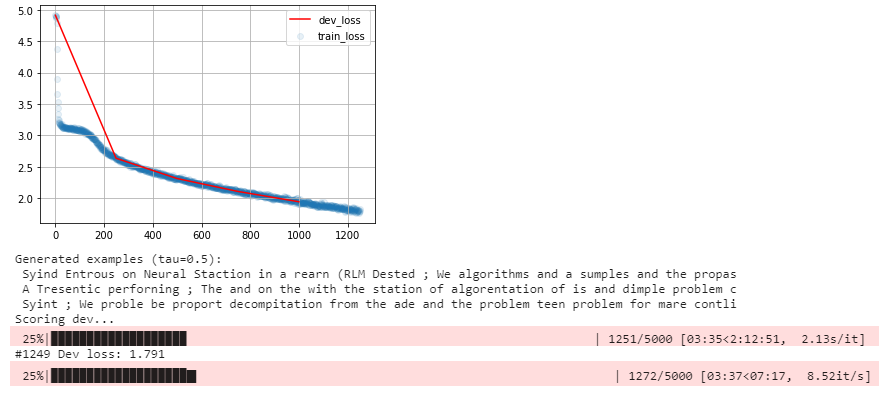 5.0
4.5
4.0
3.5
3.0
2.5
2.0
dev_loss
train_loss
0 200 400 600 800 1000 1200
Generated examples (tau=0.5):
Syind Entrous on Neural Staction in a rearn (RLM Dested ; We algorithms and a sumples and the propas
A Tresentic perforning ; The and on the with the station of algorentation of is and dimple problem c
Syint ; We proble be proport decompitation from the ade and the problem teen problem for mare contli
Scoring dev...
25%| | 1251/5000 [03:35<2:12:51, 2.13s/it]
#1249 Dev loss: 1.791
25%| | 1272/5000 [03:37<07:17, 8.52it/s]